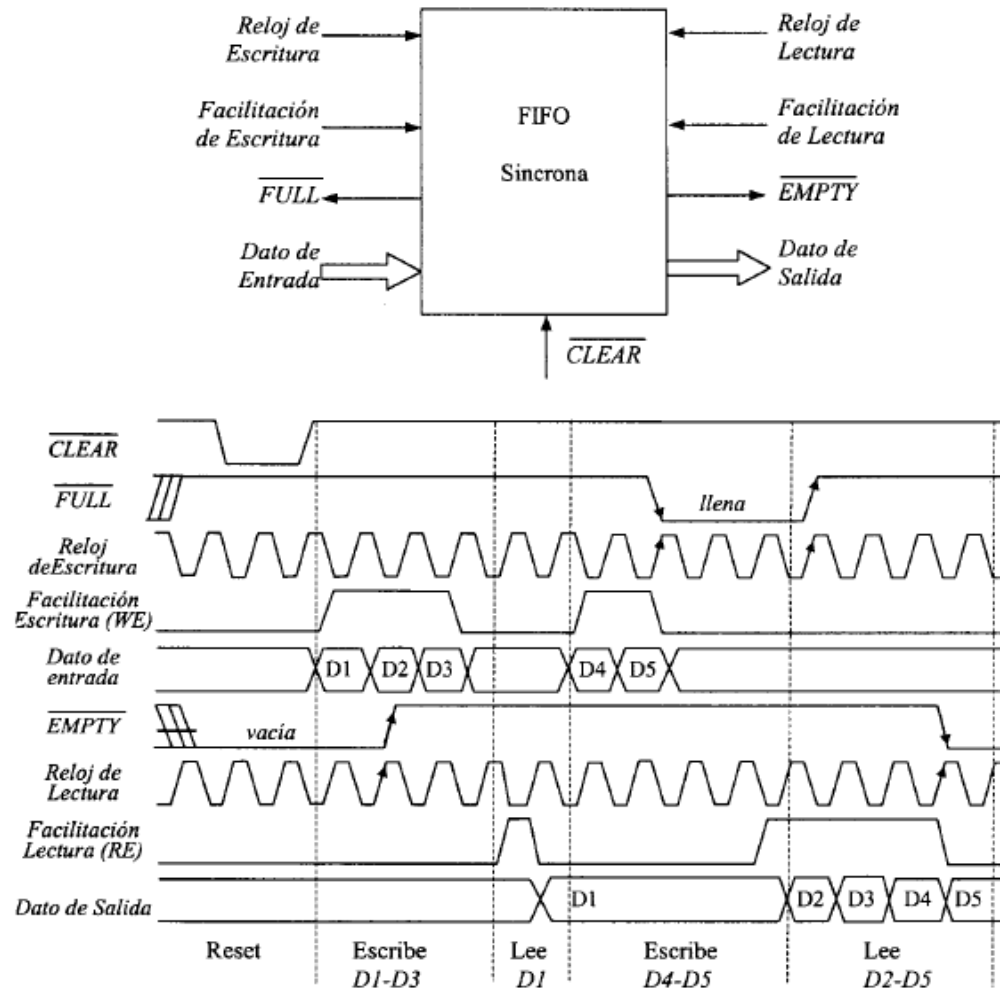 Reloj de
Escritura
Reloj de
Lectura
Facilitación
de Escritura
FIFO
Sincrona
Facilitación
de Lectura
FULL
EMPTY
Dato de
Entrada
Dato de
Salida
CLEAR
CLEAR
FULL
llena
Reloj
deEscritura
Facilitación
Escritura (WE)
Dato de
entrada
D1 D2 D3 D4 D5
EMPTY
vacía
Reloj de
Lectura
Facilitación
Lectura (RE)
Dato de Salida
D1 D2 D3 D4 D5
Reset
Escribe
D1-D3
Lee
D1
Escribe
D4-D5
Lee
D2-D5